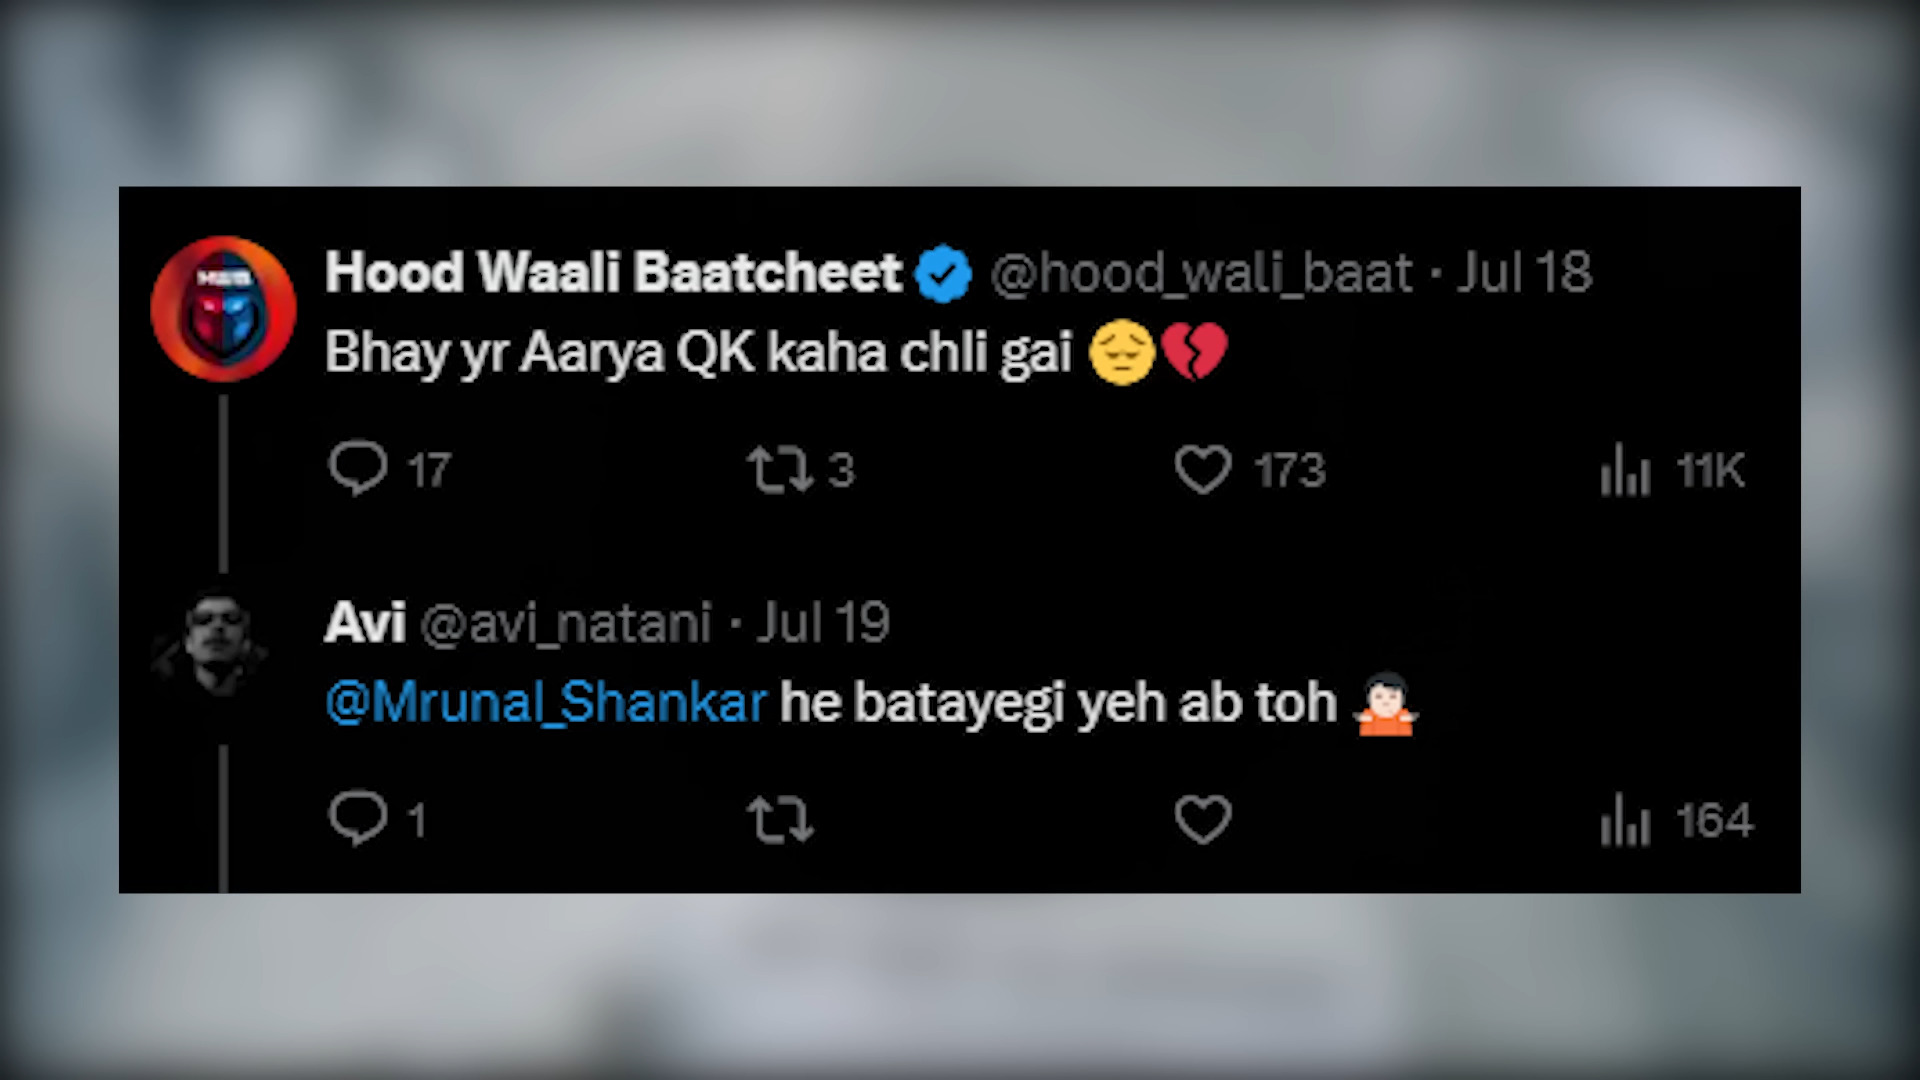 Hood Waali Baatcheet @hood_wali_baat · Jul 18
Bhay yr Aarya QK kaha chli gai 😔💔
17 3 173 11K
Avi @avi_natani · Jul 19
@Mrunal_Shankar he batayegi yeh ab toh 🤷🏻
1 164